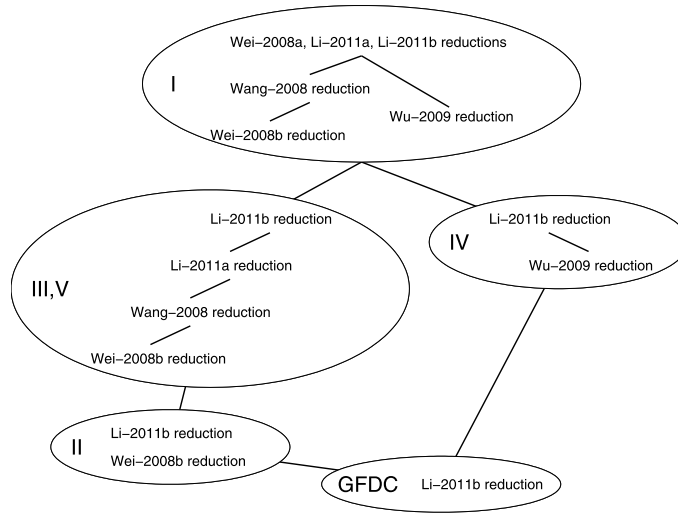 Wei−2008a, Li−2011a, Li−2011b reductions
I
Wang−2008 reduction
Wu−2009 reduction
Wei−2008b reduction
Li−2011b reduction
Li−2011a reduction
III,V
Wang−2008 reduction
Wei−2008b reduction
Li−2011b reduction
IV
Wu−2009 reduction
II
Li−2011b reduction
Wei−2008b reduction
GFDC
Li−2011b reduction